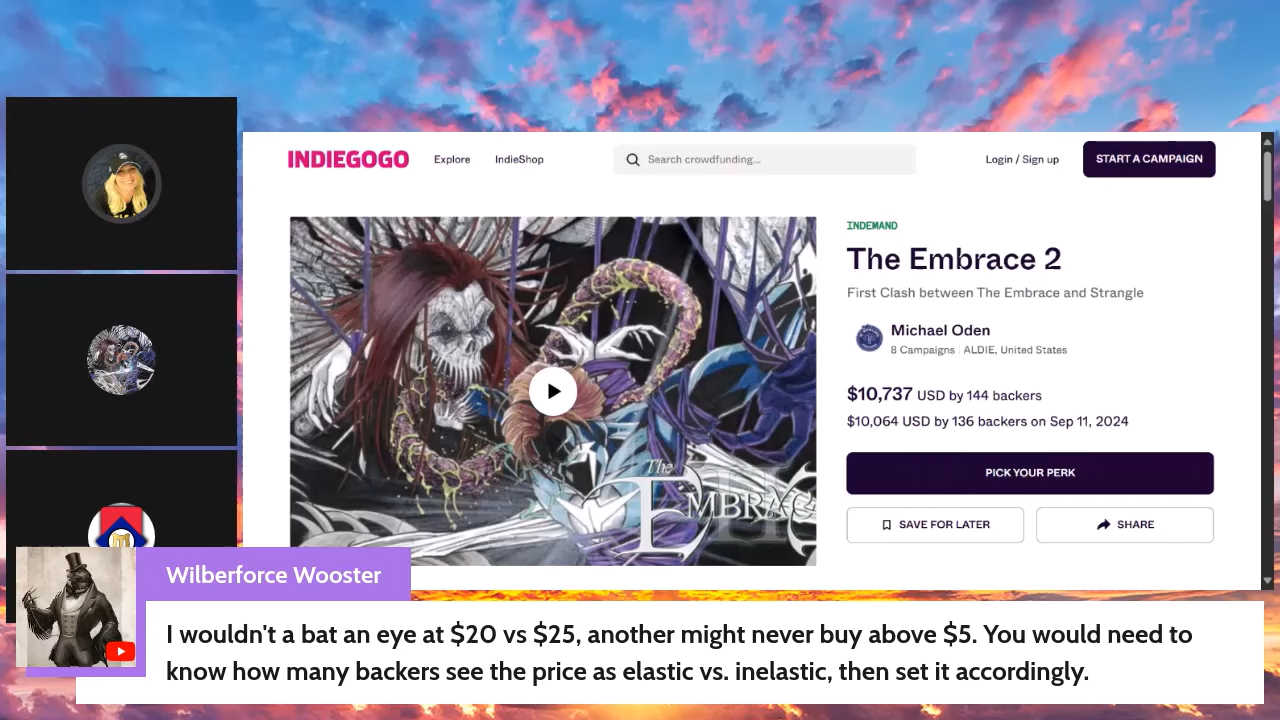 INDIEGOGO
Explore
IndieShop
Search crowdfunding...
Login / Sign up
START A CAMPAIGN
INDEMAND
The Embrace 2
First Clash between The Embrace and Strangle
Michael Oden
8 Campaigns | ALDIE, United States
$10,737 USD by 144 backers
$10,064 USD by 136 backers on Sep 11, 2024
PICK YOUR PERK
SAVE FOR LATER
SHARE
The
EMBRAC
Wilberforce Wooster
I wouldn't a bat an eye at $20 vs $25, another might never buy above $5. You would need to
know how many backers see the price as elastic vs. inelastic, then set it accordingly.